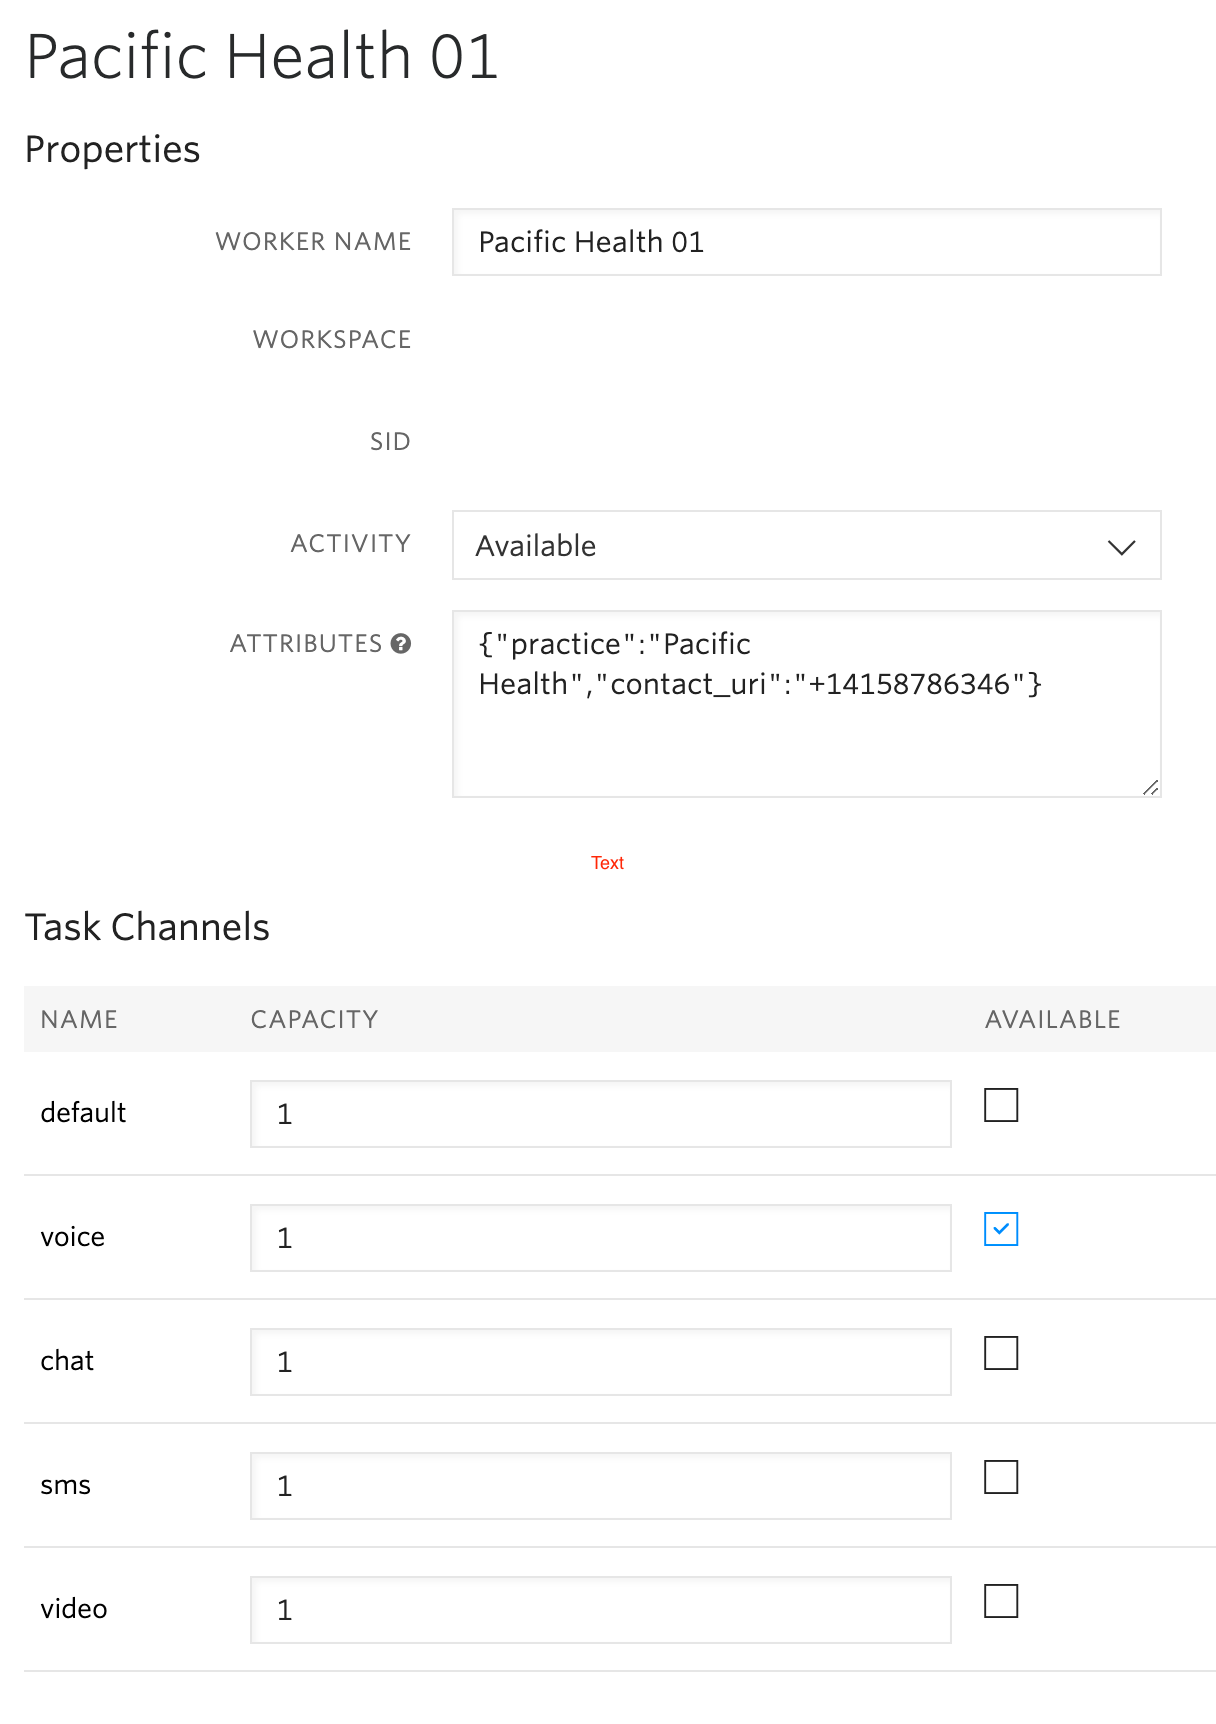 Pacific Health 01
Properties
WORKER NAME
Pacific Health 01
WORKSPACE
SID
ACTIVITY
Available
ATTRIBUTES ?
{"practice":"Pacific
Health","contact_uri":"+14158786346"}
Text
Task Channels
NAME CAPACITY AVAILABLE
default 1
voice 1
chat 1
sms 1
video 1